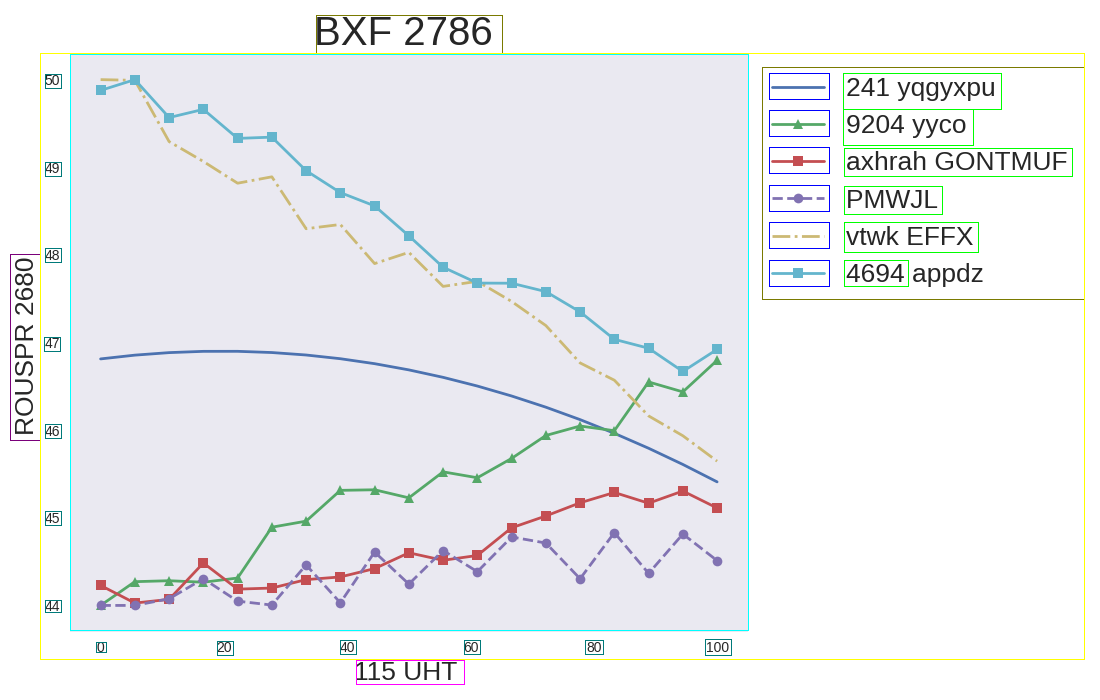 BXF 2786
50
49
48
47
46
45
44
ROUSPR 2680
0 20 40 60 80 100
115 UHT
241 yqgyxpu
9204 yyco
axhrah GONTMUF
PMWJL
vtwk EFFX
4694 appdz